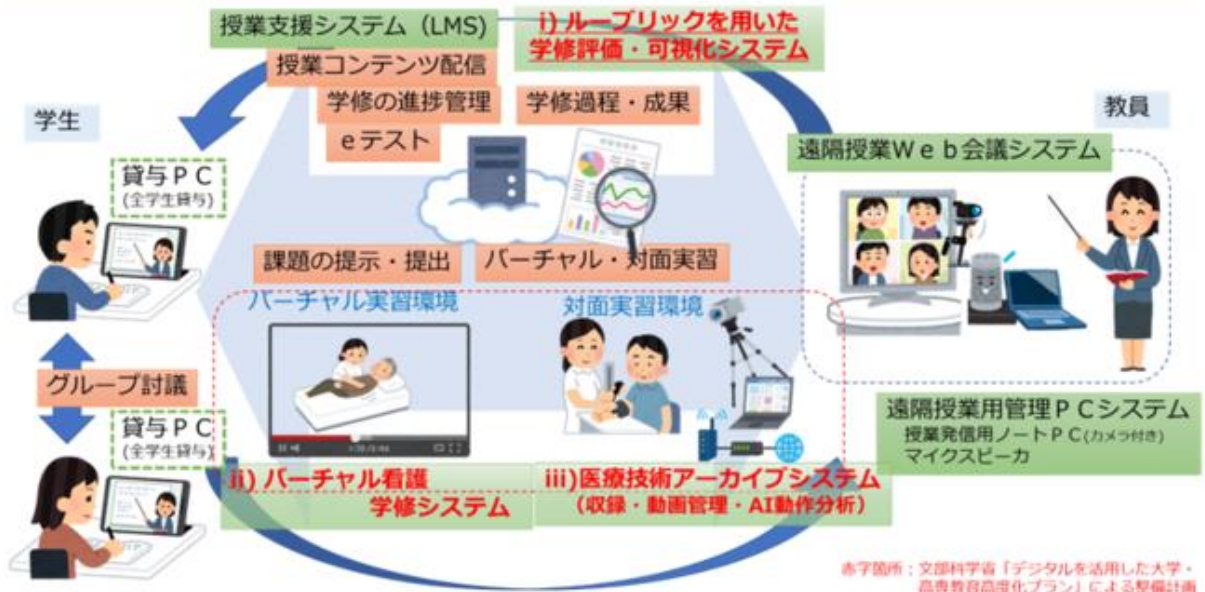 授業支援システム（LMS）
i）ルーブリックを用いた
学修評価・可視化システム
授業コンテンツ配信
学修の進捗管理
学修過程・成果
eテスト
学生
教員
貸与PC
(全学生貸与)
遠隔授業Web会議システム
課題の提示・提出
バーチャル・対面実習
バーチャル実習環境
対面実習環境
グループ討議
貸与PC
(全学生貸与)
遠隔授業用管理PCシステム
授業発信用ノートPC(カメラ付き)
マイクスピーカ
ii）バーチャル看護
学修システム
iii)医療技術アーカイブシステム
（収録・動画管理・AI動作分析）
赤字箇所：文部科学省「デジタルを活用した大学・
高専教育高度化プラン」による整備計画